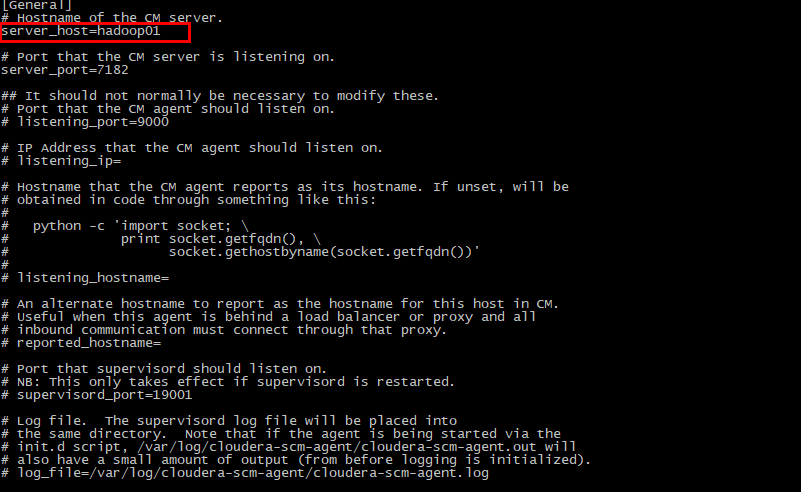 [General]
# Hostname of the CM server.
server_host=hadoop01
# Port that the CM server is listening on.
server_port=7182
## It should not normally be necessary to modify these.
# Port that the CM agent should listen on.
# listening_port=9000
# IP Address that the CM agent should listen on.
# listening_ip=
# Hostname that the CM agent reports as its hostname. If unset, will be
# obtained in code through something like this:
#
#   python -c 'import socket; \
#              print socket.getfqdn(), \
#                    socket.gethostbyname(socket.getfqdn())'
#
# listening_hostname=
# An alternate hostname to report as the hostname for this host in CM.
# Useful when this agent is behind a load balancer or proxy and all
# inbound communication must connect through that proxy.
# reported_hostname=
# Port that supervisord should listen on.
# NB: This only takes effect if supervisord is restarted.
# supervisord_port=19001
# Log file.  The supervisord log file will be placed into
# the same directory.  Note that if the agent is being started via the
# init.d script, /var/log/cloudera-scm-agent/cloudera-scm-agent.out will
# also have a small amount of output (from before logging is initialized).
# log_file=/var/log/cloudera-scm-agent/cloudera-scm-agent.log